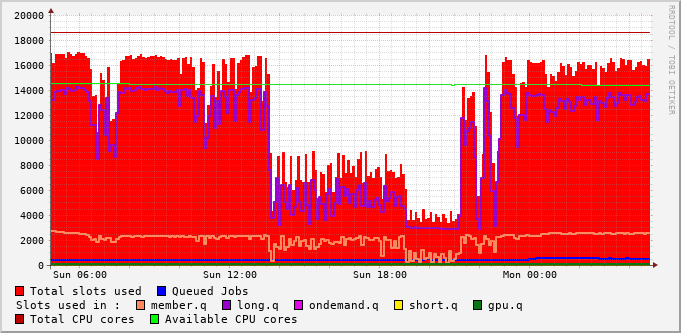 20000
18000
16000
14000
12000
10000
8000
6000
4000
2000
0
Sun 06:00 Sun 12:00 Sun 18:00 Mon 00:00
Total slots used Queued Jobs
Slots used in : member.q long.q ondemand.q short.q gpu.q
Total CPU cores Available CPU cores
RRDTOOL / TOBI OETIKER